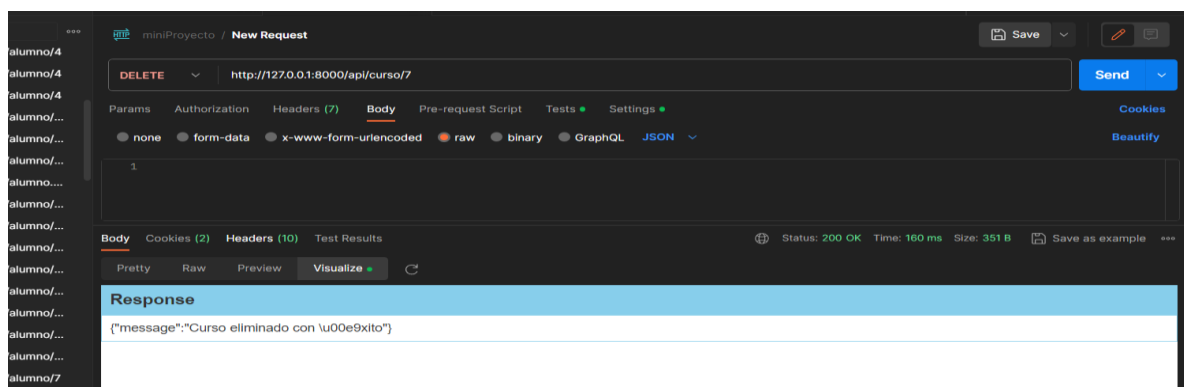 ooo
HTTP miniProyecto / New Request
Save
'alumno/4
'alumno/4
'alumno/4
'alumno/...
'alumno/...
'alumno/...
'alumno....
'alumno/...
'alumno/...
'alumno/...
'alumno/...
'alumno/...
'alumno/...
'alumno/...
'alumno/...
'alumno/7
DELETE http://127.0.0.1:8000/api/curso/7 Send
Params Authorization Headers (7) Body Pre-request Script Tests Settings Cookies
none form-data x-www-form-urlencoded raw binary GraphQL JSON Beautify
1
Body Cookies (2) Headers (10) Test Results Status: 200 OK Time: 160 ms Size: 351 B Save as example ooo
Pretty Raw Preview Visualize
Response
{"message":"Curso eliminado con \u00e9xito"}